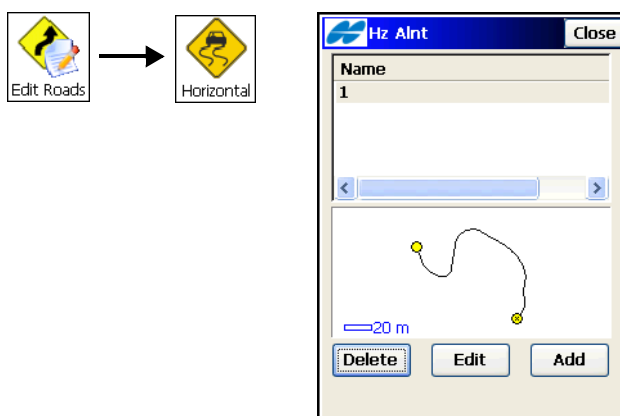 Edit Roads
Horizontal
Hz Alnt
Close
Name
1
20 m
Delete
Edit
Add